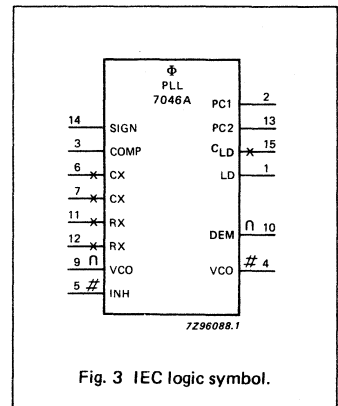 Φ
PLL
7046A
PC1 2
14 SIGN PC2 13
3 COMP CLD 15
6 CX LD 1
7 CX
11 RX
12 RX DEM ∩ 10
9 ∩ VCO VCO # 4
5 # INH
7Z96088.1
Fig. 3 IEC logic symbol.